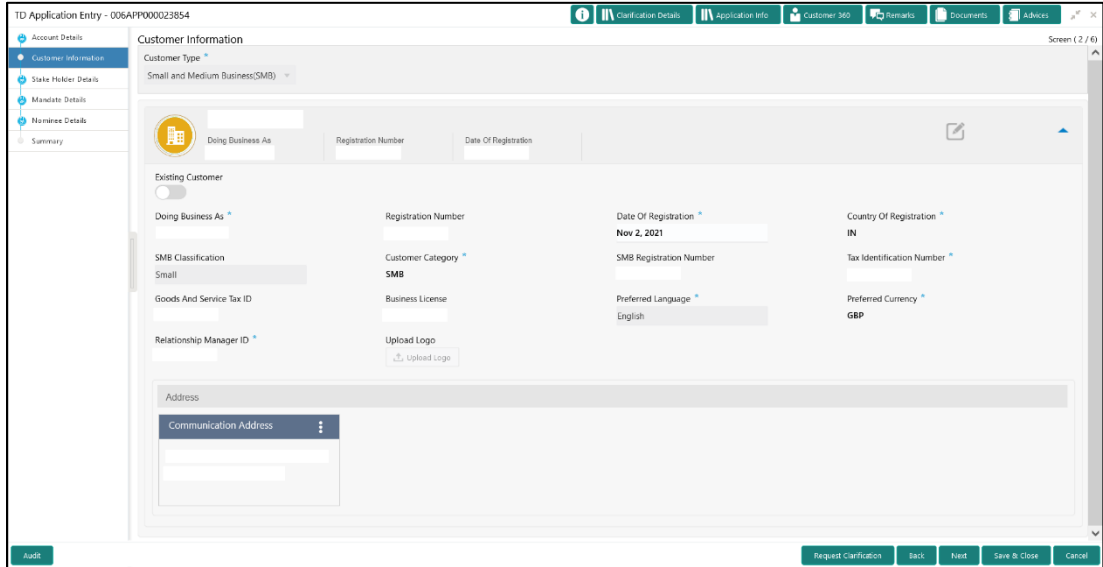 TD Application Entry - 006APP000023854
Clarification Details
Application Info
Customer 360
Remarks
Documents
Advices
Account Details
Customer Information
Stake Holder Details
Mandate Details
Nominee Details
Summary
Customer Information
Screen ( 2 / 6)
Customer Type *
Small and Medium Business(SMB)
Doing Business As
Registration Number
Date Of Registration
Existing Customer
Doing Business As *
Registration Number
Date Of Registration *
Country Of Registration *
Nov 2, 2021
IN
SMB Classification
Customer Category *
SMB Registration Number
Tax Identification Number *
Small
SMB
Goods And Service Tax ID
Business License
Preferred Language *
Preferred Currency *
English
GBP
Relationship Manager ID *
Upload Logo
Upload Logo
Address
Communication Address
Audit
Request Clarification
Back
Next
Save & Close
Cancel